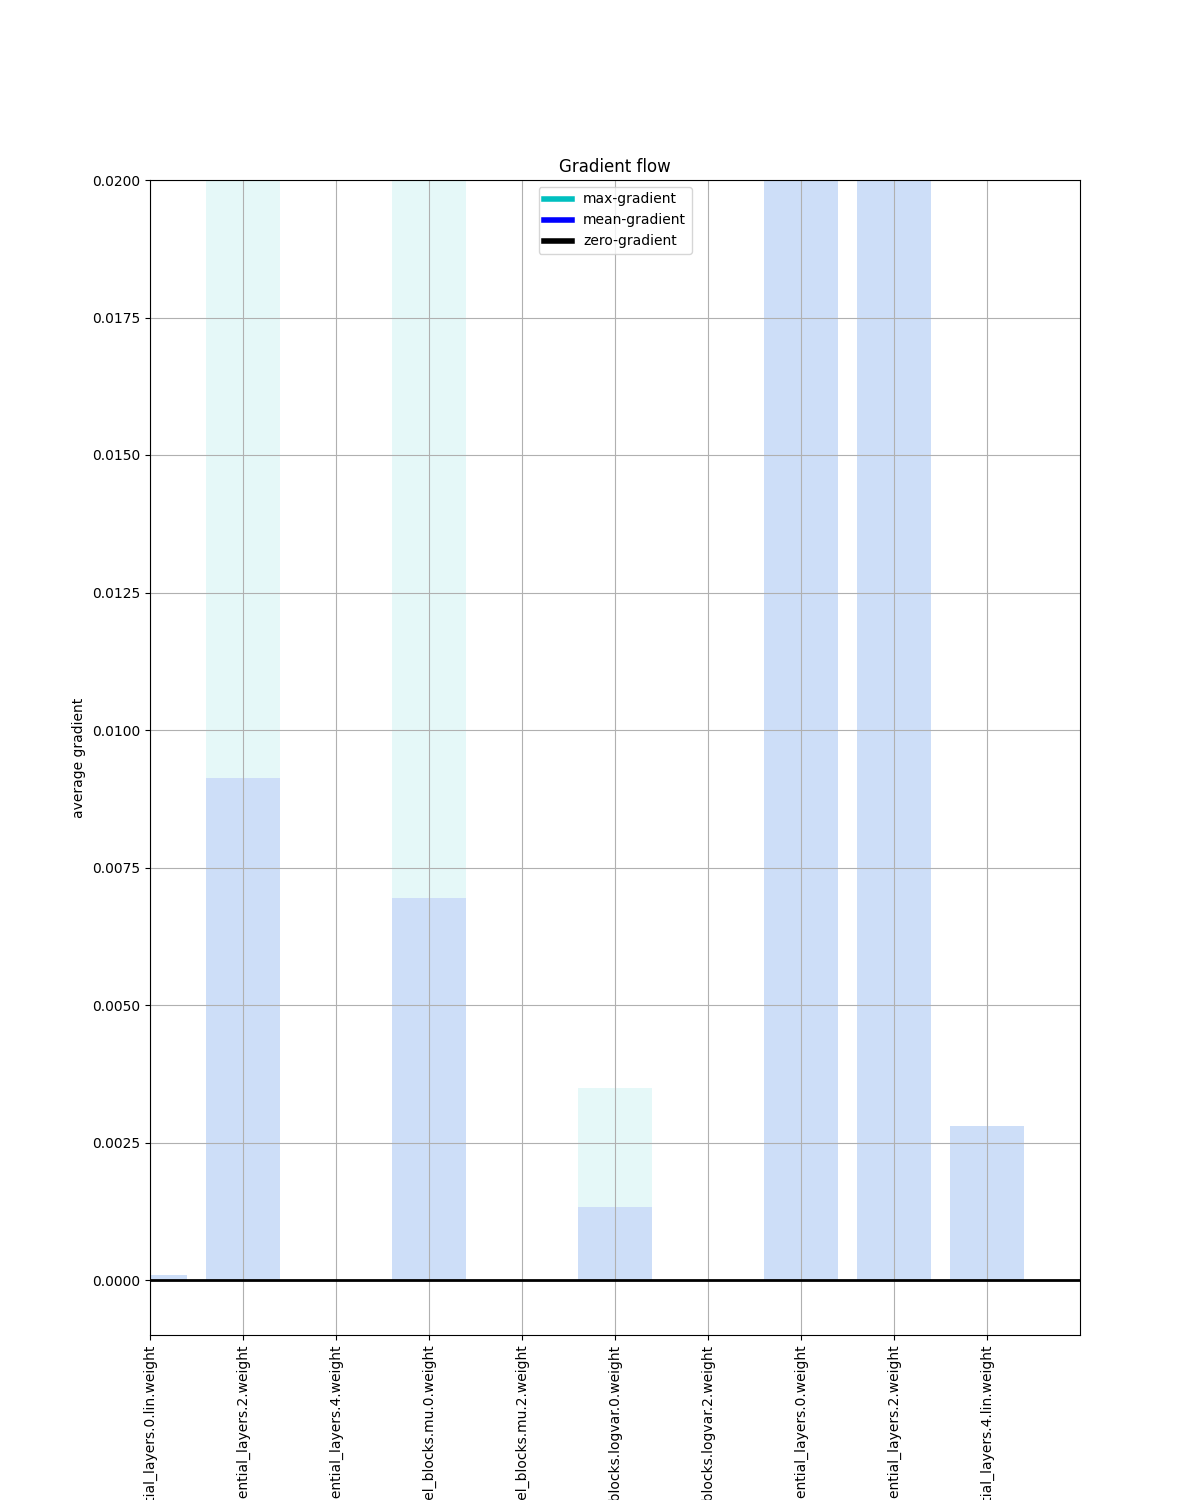 Gradient flow
max-gradient
mean-gradient
zero-gradient
0.0200
0.0175
0.0150
0.0125
0.0100
0.0075
0.0050
0.0025
0.0000
average gradient
tial_layers.0.lin.weight
ential_layers.2.weight
ential_layers.4.weight
el_blocks.mu.0.weight
el_blocks.mu.2.weight
blocks.logvar.0.weight
blocks.logvar.2.weight
ential_layers.0.weight
ential_layers.2.weight
tial_layers.4.lin.weight